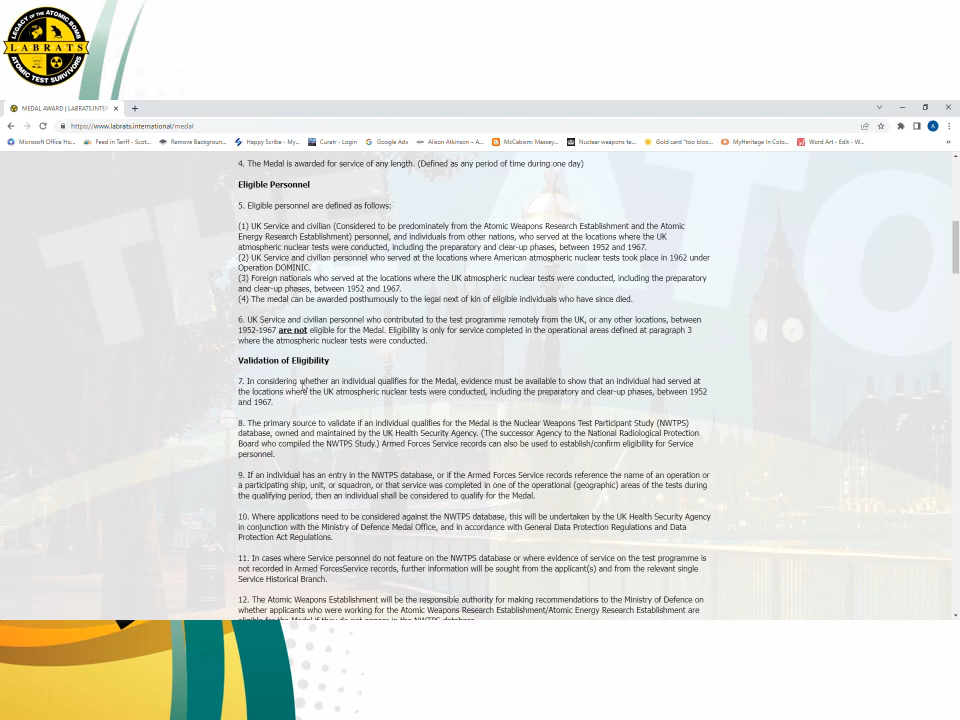 LEGACY OF THE ATOMIC BOMB
LABRATS
ATOMIC TEST SURVIVORS
MEDAL AWARD | LABRATS-INTE
https://www.labrats.international/medal
Microsoft Office Ho...
Feed in Tariff - Scot...
Remove Backgroun...
Happy Scribe - My...
Curatr - Login
Google Ads
Alison Atkinson – A...
McCabism: Massey...
Nuclear weapons te...
Gold card "too bloo...
MyHeritage In Colo...
Word Art - Edit - W...
4. The Medal is awarded for service of any length. (Defined as any period of time during one day)
Eligible Personnel
5. Eligible personnel are defined as follows:
(1) UK Service and civilian (Considered to be predominately from the Atomic Weapons Research Establishment and the Atomic
Energy Research Establishment) personnel, and individuals from other nations, who served at the locations where the UK
atmospheric nuclear tests were conducted, including the preparatory and clear-up phases, between 1952 and 1967.
(2) UK Service and civilian personnel who served at the locations where American atmospheric nuclear tests took place in 1962 under
Operation DOMINIC.
(3) Foreign nationals who served at the locations where the UK atmospheric nuclear tests were conducted, including the preparatory
and clear-up phases, between 1952 and 1967.
(4) The medal can be awarded posthumously to the legal next of kin of eligible individuals who have since died.
6. UK Service and civilian personnel who contributed to the test programme remotely from the UK, or any other locations, between
1952-1967 are not eligible for the Medal. Eligibility is only for service completed in the operational areas defined at paragraph 3
where the atmospheric nuclear tests were conducted.
Validation of Eligibility
7. In considering whether an individual qualifies for the Medal, evidence must be available to show that an individual had served at
the locations where the UK atmospheric nuclear tests were conducted, including the preparatory and clear-up phases, between 1952
and 1967.
8. The primary source to validate if an individual qualifies for the Medal is the Nuclear Weapons Test Participant Study (NWTPS)
database, owned and maintained by the UK Health Security Agency. (The successor Agency to the National Radiological Protection
Board who compiled the NWTPS Study.) Armed Forces Service records can also be used to establish/confirm eligibility for Service
personnel.
9. If an individual has an entry in the NWTPS database, or if the Armed Forces Service records reference the name of an operation or
a participating ship, unit, or squadron, or that service was completed in one of the operational (geographic) areas of the tests during
the qualifying period, then an individual shall be considered to qualify for the Medal.
10. Where applications need to be considered against the NWTPS database, this will be undertaken by the UK Health Security Agency
in conjunction with the Ministry of Defence Medal Office, and in accordance with General Data Protection Regulations and Data
Protection Act Regulations.
11. In cases where Service personnel do not feature on the NWTPS database or where evidence of service on the test programme is
not recorded in Armed ForcesService records, further information will be sought from the applicant(s) and from the relevant single
Service Historical Branch.
12. The Atomic Weapons Establishment will be the responsible authority for making recommendations to the Ministry of Defence on
whether applicants who were working for the Atomic Weapons Research Establishment/Atomic Energy Research Establishment are
eligible for the Medal if they do not appear in the NWTPS database.
THE ATO